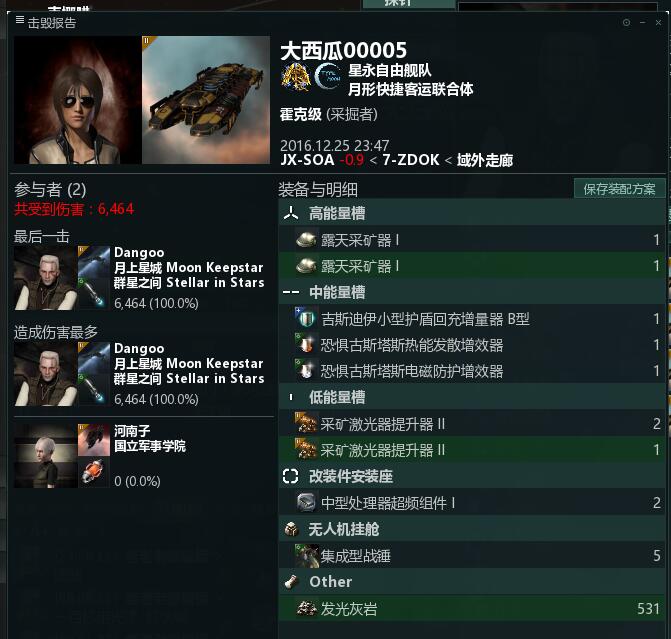 击毁报告
大西瓜00005
星永自由舰队
月形快捷客运联合体
霍克级 (采掘者)
2016.12.25 23:47
JX-SOA -0.9 < 7-ZDOK < 域外走廊
参与者 (2)
共受到伤害：6,464
最后一击
Dangoo
月上星城 Moon Keepstar
群星之间 Stellar in Stars
6,464 (100.0%)
造成伤害最多
Dangoo
月上星城 Moon Keepstar
群星之间 Stellar in Stars
6,464 (100.0%)
河南子
国立军事学院
0 (0.0%)
装备与明细
保存装配方案
高能量槽
露天采矿器 I 1
露天采矿器 I 1
中能量槽
吉斯迪伊小型护盾回充增量器 B型 1
恐惧古斯塔斯热能发散增效器 1
恐惧古斯塔斯电磁防护增效器 1
低能量槽
采矿激光器提升器 II 2
采矿激光器提升器 II 1
改装件安装座
中型处理器超频组件 I 2
无人机挂舱
集成型战锤 5
Other
发光灰岩 531